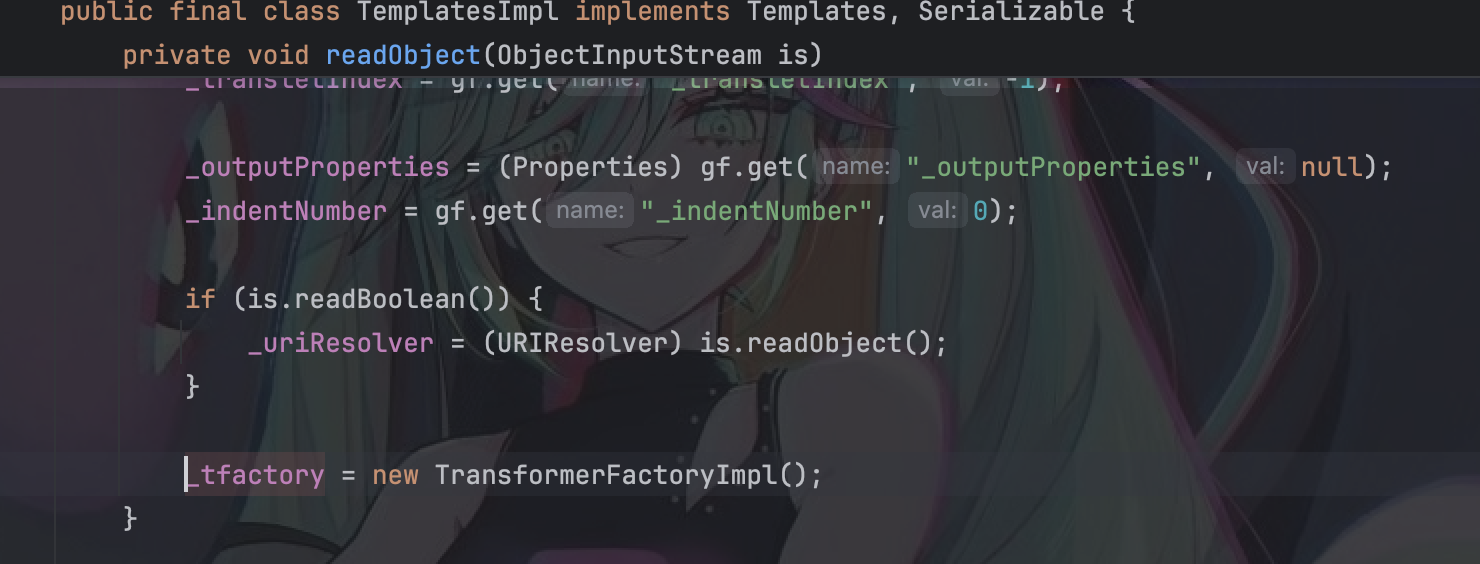 public final class TemplatesImpl implements Templates, Serializable {
private void readObject(ObjectInputStream is)
_transletIndex = gf.get( name: "_transletIndex", val: -1);
_outputProperties = (Properties) gf.get( name: "_outputProperties", val: null);
_indentNumber = gf.get( name: "_indentNumber", val: 0);
if (is.readBoolean()) {
_uriResolver = (URIResolver) is.readObject();
}
_tfactory = new TransformerFactoryImpl();
}